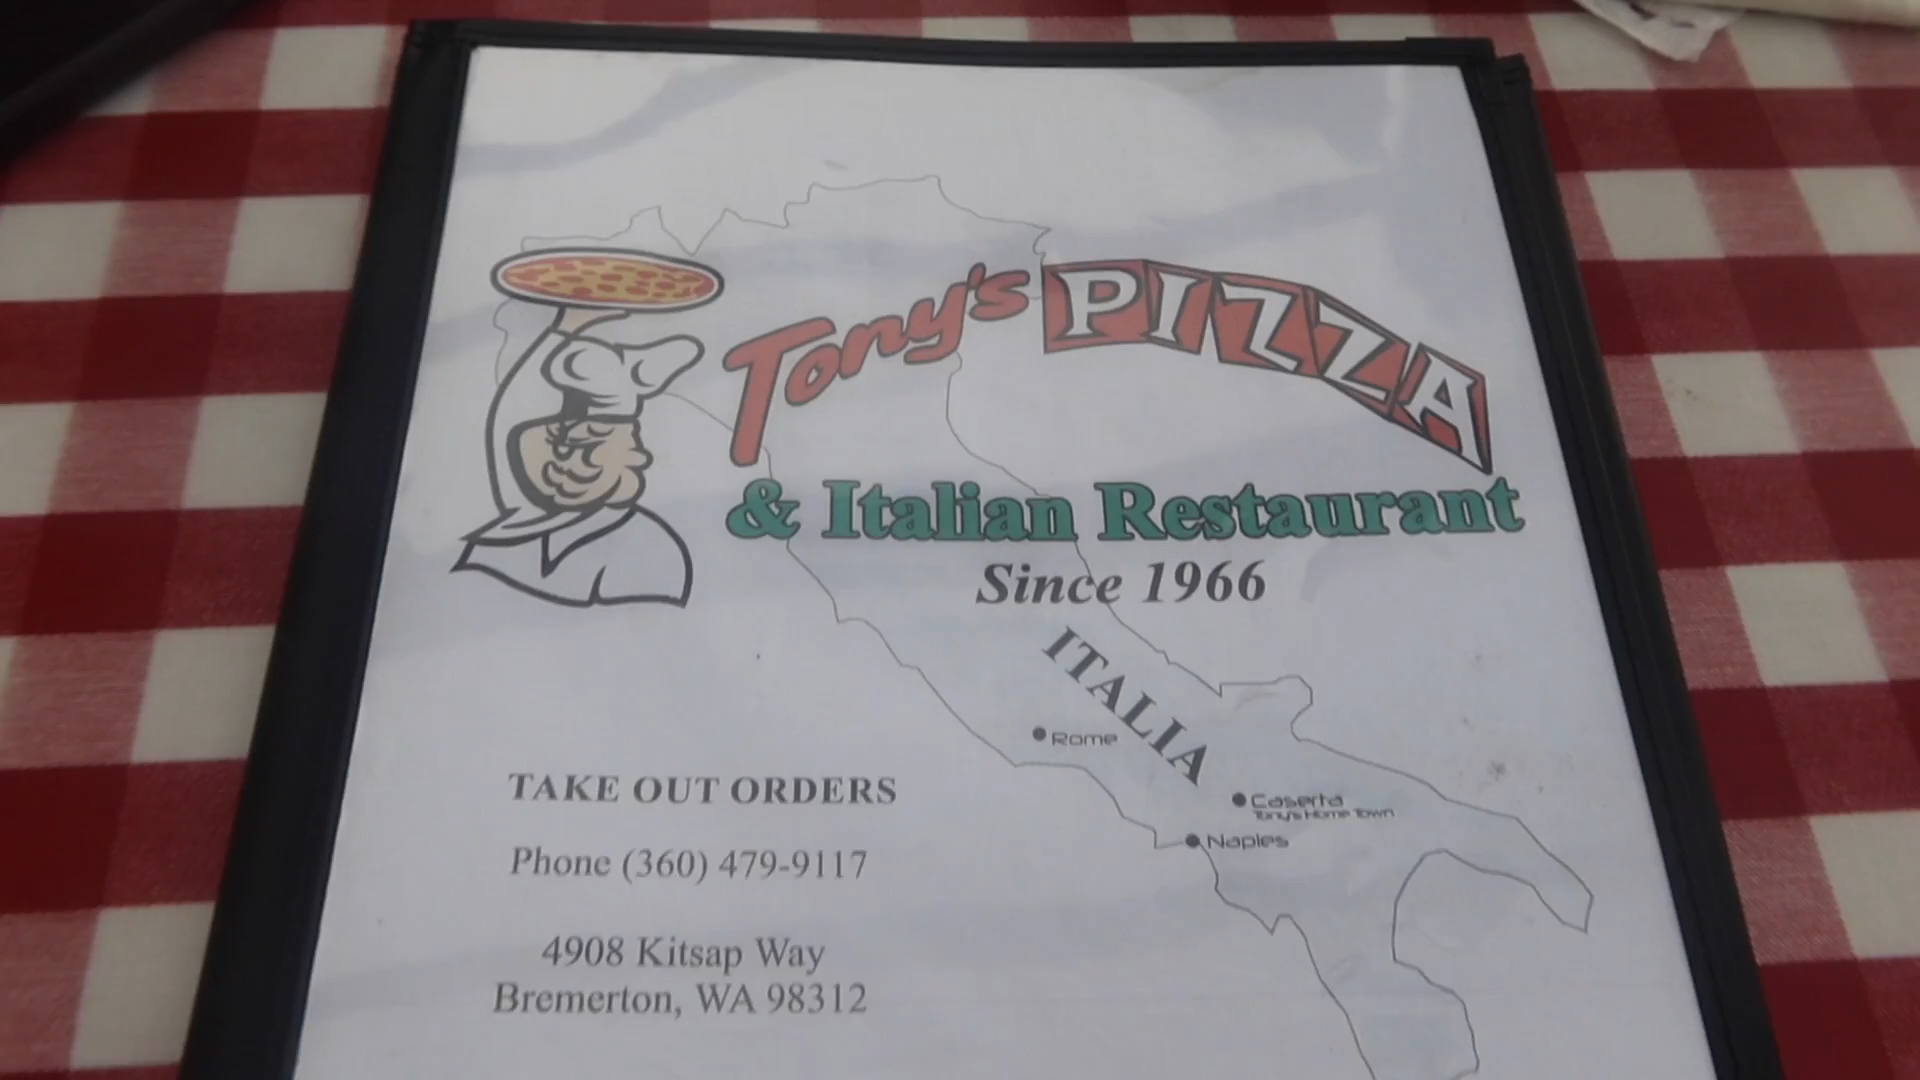 Tony's PIZZA
& Italian Restaurant
Since 1966
ITALIA
Rome
Caserta
Tony's Home Town
Naples
TAKE OUT ORDERS
Phone (360) 479-9117
4908 Kitsap Way
Bremerton, WA 98312